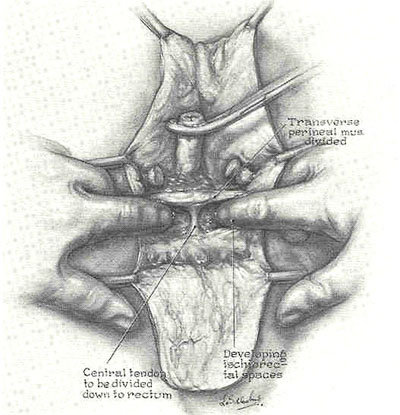 Transverse
perineal mus.
divided
Central tendon
to be divided
down to rectum
Developing
ischiorec-
tal spaces